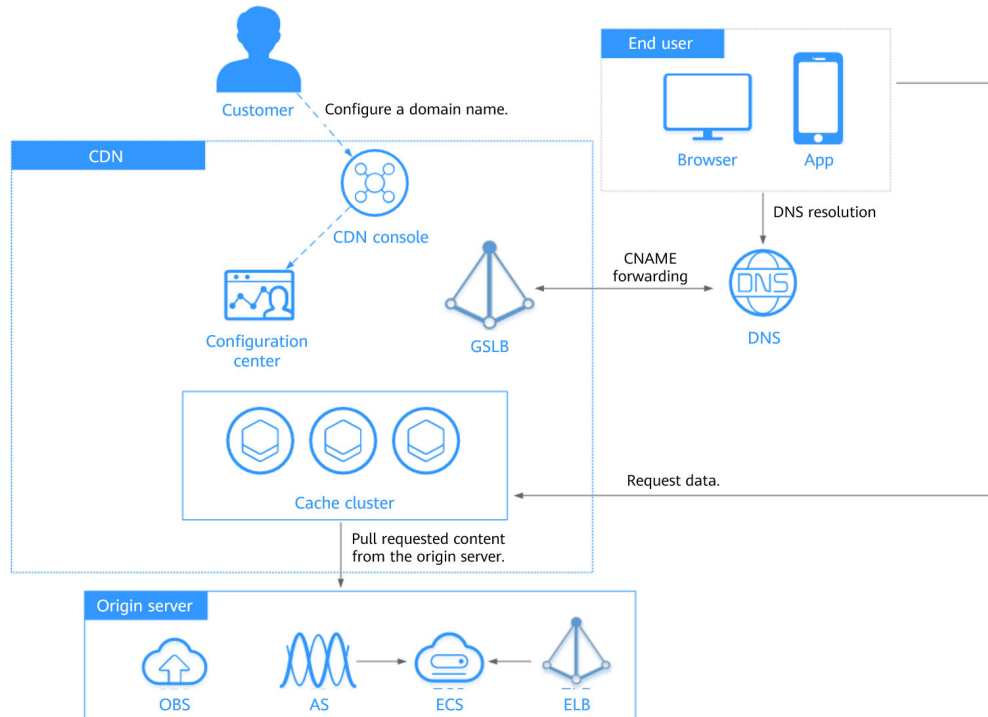 End user
Customer
Configure a domain name.
CDN
Browser
App
DNS resolution
CDN console
CNAME
forwarding
DNS
Configuration
center
GSLB
DNS
Cache cluster
Request data.
Pull requested content
from the origin server.
Origin server
OBS
AS
ECS
ELB